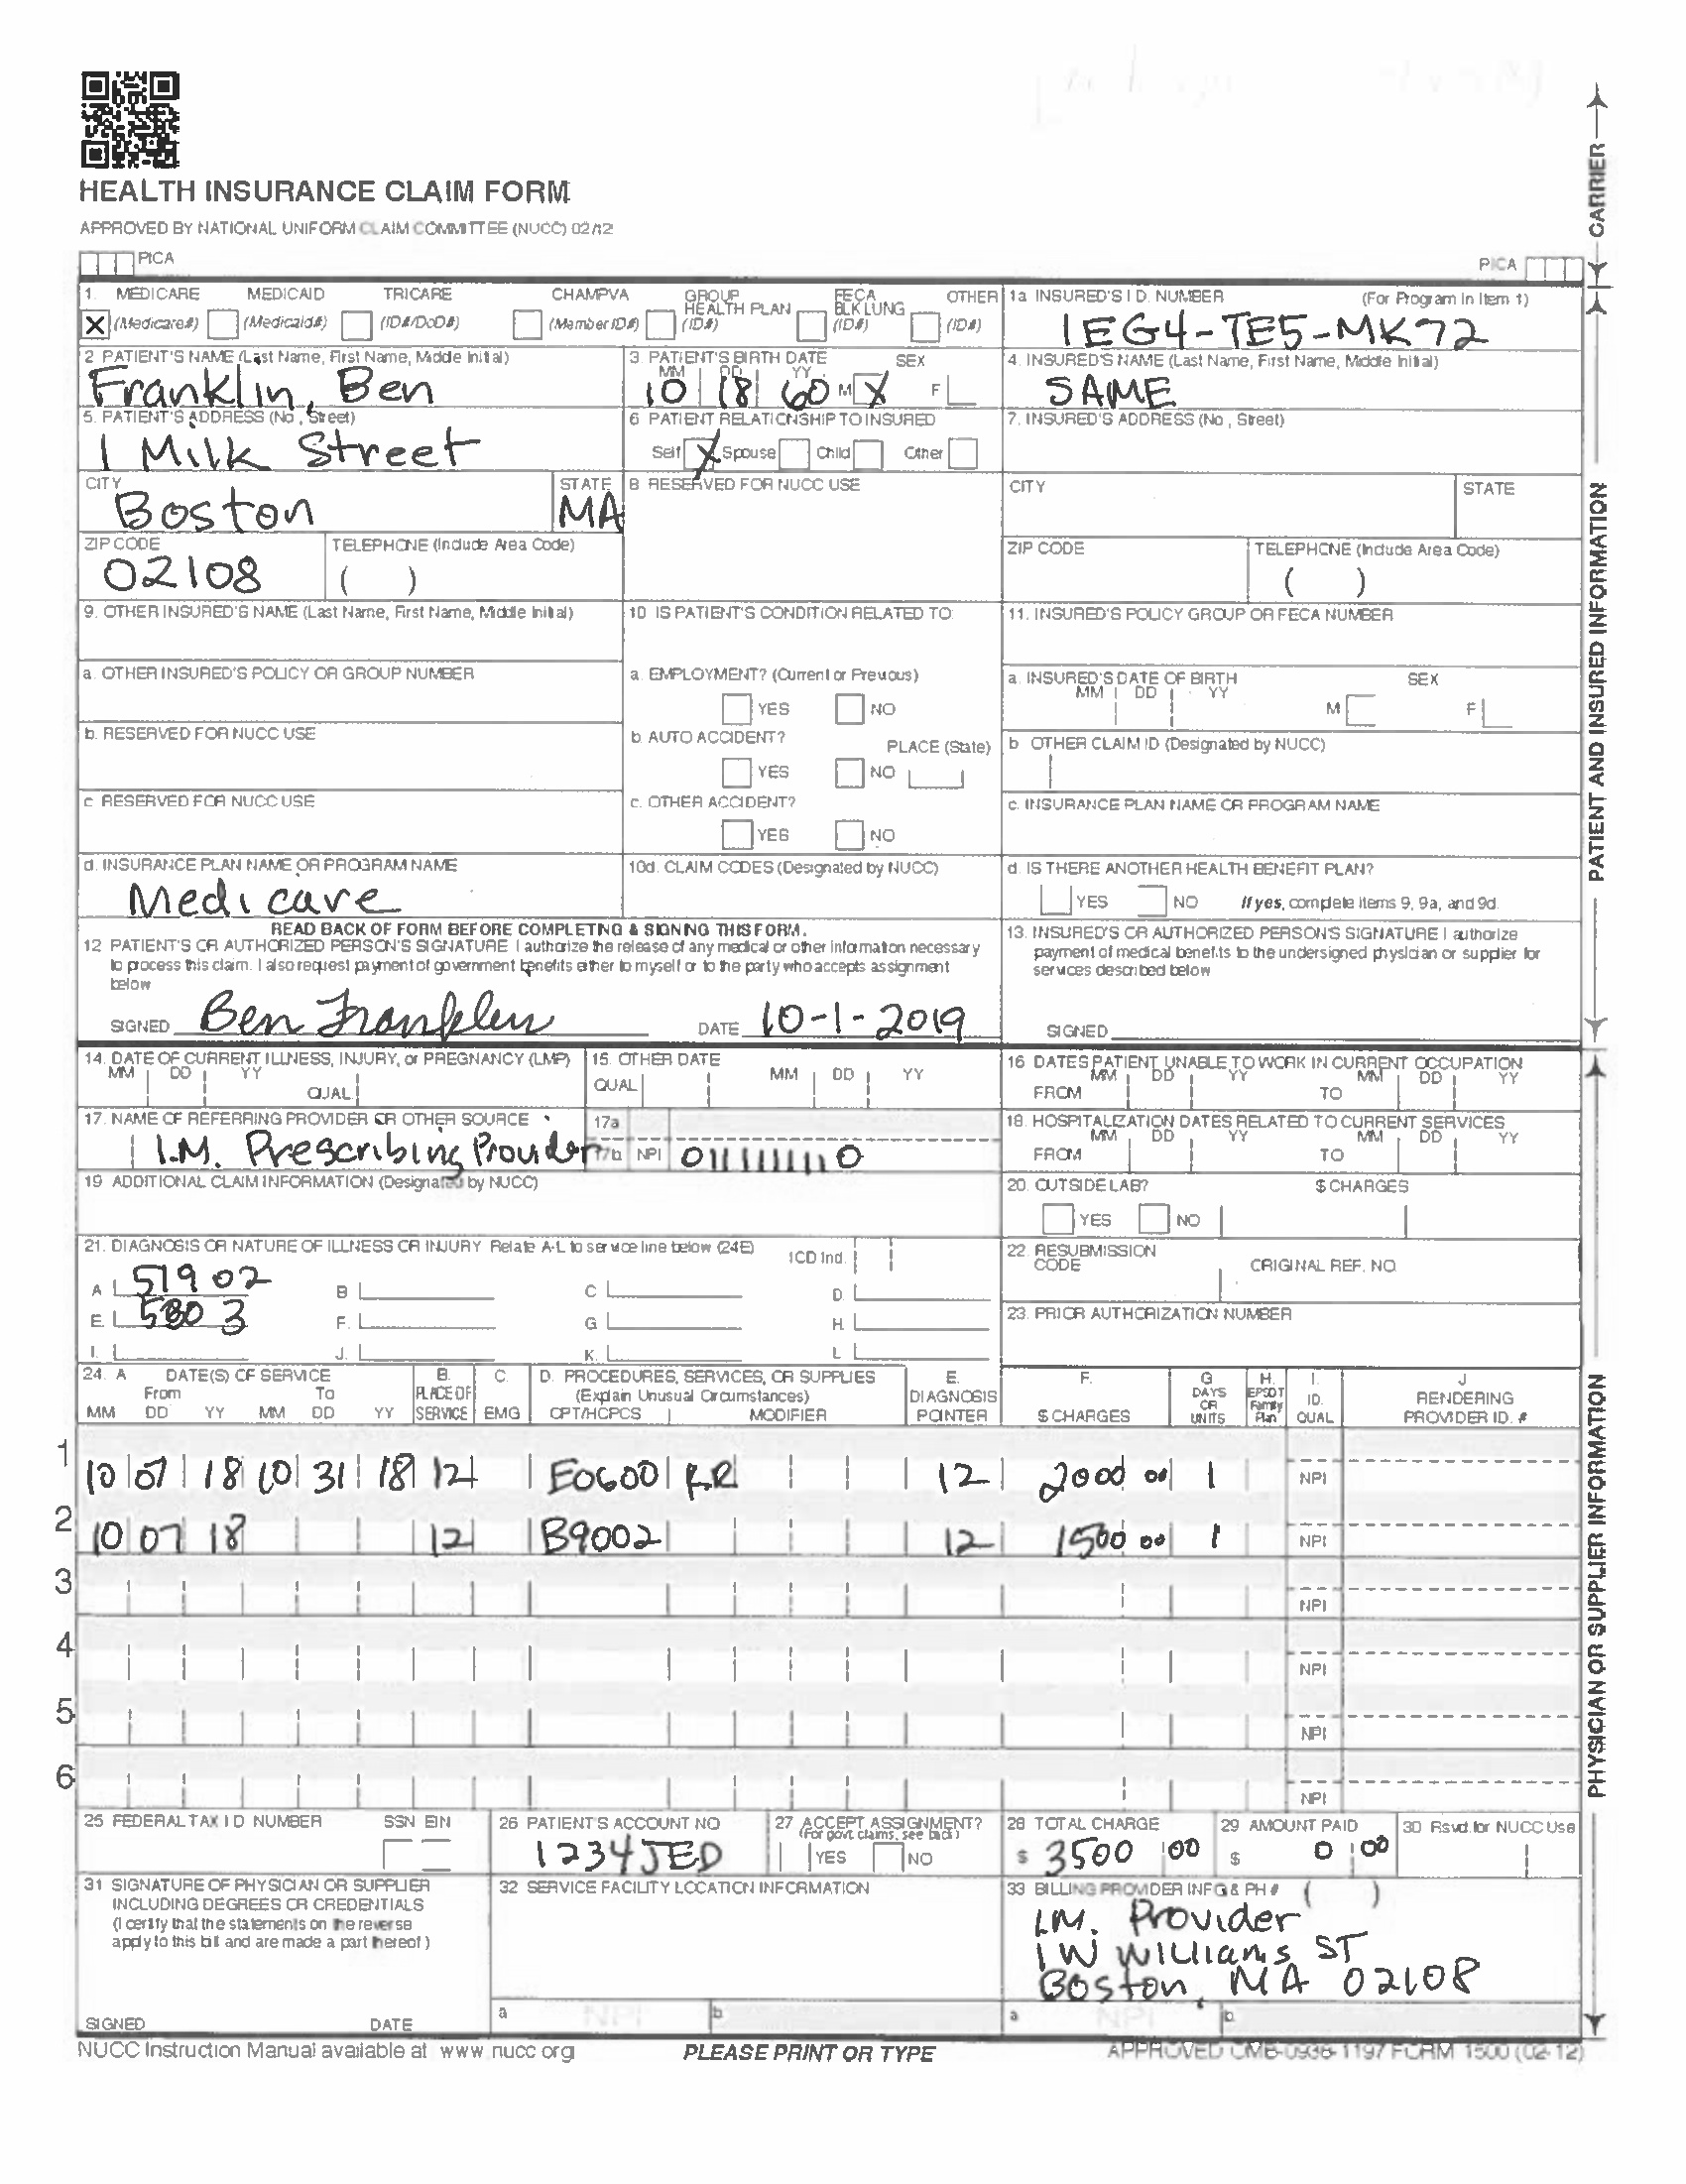 HEALTH INSURANCE CLAIM FORM
APPROVED BY NATIONAL UNIFORM CLAIM COMMITTEE (NUCC) 02/12
PICA PICA
CARRIER
1. MEDICARE MEDICAID TRICARE CHAMPVA GROUP HEALTH PLAN FECA BLK LUNG OTHER
X (Medicare#) (Medicaid#) (ID#/DoD#) (Member ID#) (ID#) (ID#) (ID#)
1a INSURED'S I D. NUMBER (For Program in Item 1)
1EG4-TE5-MK72
2 PATIENT'S NAME (Last Name, First Name, Middle Initial)
Franklin, Ben
3 PATIENT'S BIRTH DATE SEX
MM DD YY
10 18 60 M X F
4. INSURED'S NAME (Last Name, First Name, Middle Initial)
SAME
5. PATIENT'S ADDRESS (No, Street)
1 Milk Street
6 PATIENT RELATIONSHIP TO INSURED
Self X Spouse Child Other
7. INSURED'S ADDRESS (No, Street)
CITY STATE
Boston MA
8 RESERVED FOR NUCC USE
CITY STATE
ZIP CODE TELEPHONE (Include Area Code)
02108 ( )
ZIP CODE TELEPHONE (Include Area Code)
( )
9. OTHER INSURED'S NAME (Last Name, First Name, Middle Initial)
10 IS PATIENT'S CONDITION RELATED TO:
11. INSURED'S POLICY GROUP OR FECA NUMBER
a. OTHER INSURED'S POLICY OR GROUP NUMBER
a. EMPLOYMENT? (Current or Previous)
YES NO
a. INSURED'S DATE OF BIRTH SEX
MM DD YY M F
b. RESERVED FOR NUCC USE
b. AUTO ACCIDENT? PLACE (State)
YES NO
b OTHER CLAIM ID (Designated by NUCC)
c. RESERVED FOR NUCC USE
c. OTHER ACCIDENT?
YES NO
c. INSURANCE PLAN NAME OR PROGRAM NAME
d. INSURANCE PLAN NAME OR PROGRAM NAME
Medicare
10d. CLAIM CODES (Designated by NUCC)
d. IS THERE ANOTHER HEALTH BENEFIT PLAN?
YES NO If yes, complete items 9, 9a, and 9d.
READ BACK OF FORM BEFORE COMPLETING & SIGNING THIS FORM.
12 PATIENT'S OR AUTHORIZED PERSON'S SIGNATURE I authorize the release of any medical or other information necessary
to process this claim. I also request payment of government benefits either to myself or to the party who accepts assignment
below
SIGNED Ben Franklin DATE 10-1-2019
13. INSURED'S OR AUTHORIZED PERSON'S SIGNATURE I authorize
payment of medical benefits to the undersigned physician or supplier for
services described below
SIGNED
PATIENT AND INSURED INFORMATION
14. DATE OF CURRENT ILLNESS, INJURY, or PREGNANCY (LMP)
MM DD YY QUAL
15. OTHER DATE
QUAL MM DD YY
16 DATES PATIENT UNABLE TO WORK IN CURRENT OCCUPATION
MM DD YY MM DD YY
FROM TO
17. NAME OF REFERRING PROVIDER OR OTHER SOURCE
I.M. Prescribing Provider
17a
17b NPI 0111111110
18. HOSPITALIZATION DATES RELATED TO CURRENT SERVICES
MM DD YY MM DD YY
FROM TO
19 ADDITIONAL CLAIM INFORMATION (Designated by NUCC)
20. OUTSIDE LAB? $ CHARGES
YES NO
21. DIAGNOSIS OR NATURE OF ILLNESS OR INJURY Relate A-L to service line below (24E) ICD Ind.
A 519 02 B C D.
E. 530 3 F. G H.
I. J. K. L
22. RESUBMISSION CODE ORIGINAL REF. NO.
23. PRIOR AUTHORIZATION NUMBER
24. A DATE(S) OF SERVICE B. C. D. PROCEDURES, SERVICES, OR SUPPLIES E. F. G H. I. J
From To PLACE OF (Explain Unusual Circumstances) DIAGNOSIS DAYS OR EPSDT Family ID. RENDERING
MM DD YY MM DD YY SERVICE EMG CPT/HCPCS MODIFIER POINTER $ CHARGES UNITS Plan QUAL PROVIDER ID. #
1 10 07 18 10 31 18 12 E0600 RR 12 2000 00 1 NPI
2 10 07 18 12 B9002 12 1500 00 1 NPI
3 NPI
4 NPI
5 NPI
6 NPI
25 FEDERAL TAX I D NUMBER SSN EIN
26 PATIENT'S ACCOUNT NO
1234JED
27 ACCEPT ASSIGNMENT?
(For govt. claims, see back)
YES NO
28 TOTAL CHARGE
$ 3500 00
29 AMOUNT PAID
$ 0 00
30 Rsvd. for NUCC Use
31 SIGNATURE OF PHYSICIAN OR SUPPLIER
INCLUDING DEGREES OR CREDENTIALS
(I certify that the statements on the reverse
apply to this bill and are made a part thereof)
SIGNED DATE
32 SERVICE FACILITY LOCATION INFORMATION
a NPI b
33 BILLING PROVIDER INFO & PH # ( )
I.M. Provider
1 W Williams ST
Boston, MA 02108
a NPI b
PHYSICIAN OR SUPPLIER INFORMATION
NUCC Instruction Manual available at www nucc org
PLEASE PRINT OR TYPE
APPROVED OMB-0938-1197 FORM 1500 (02-12)